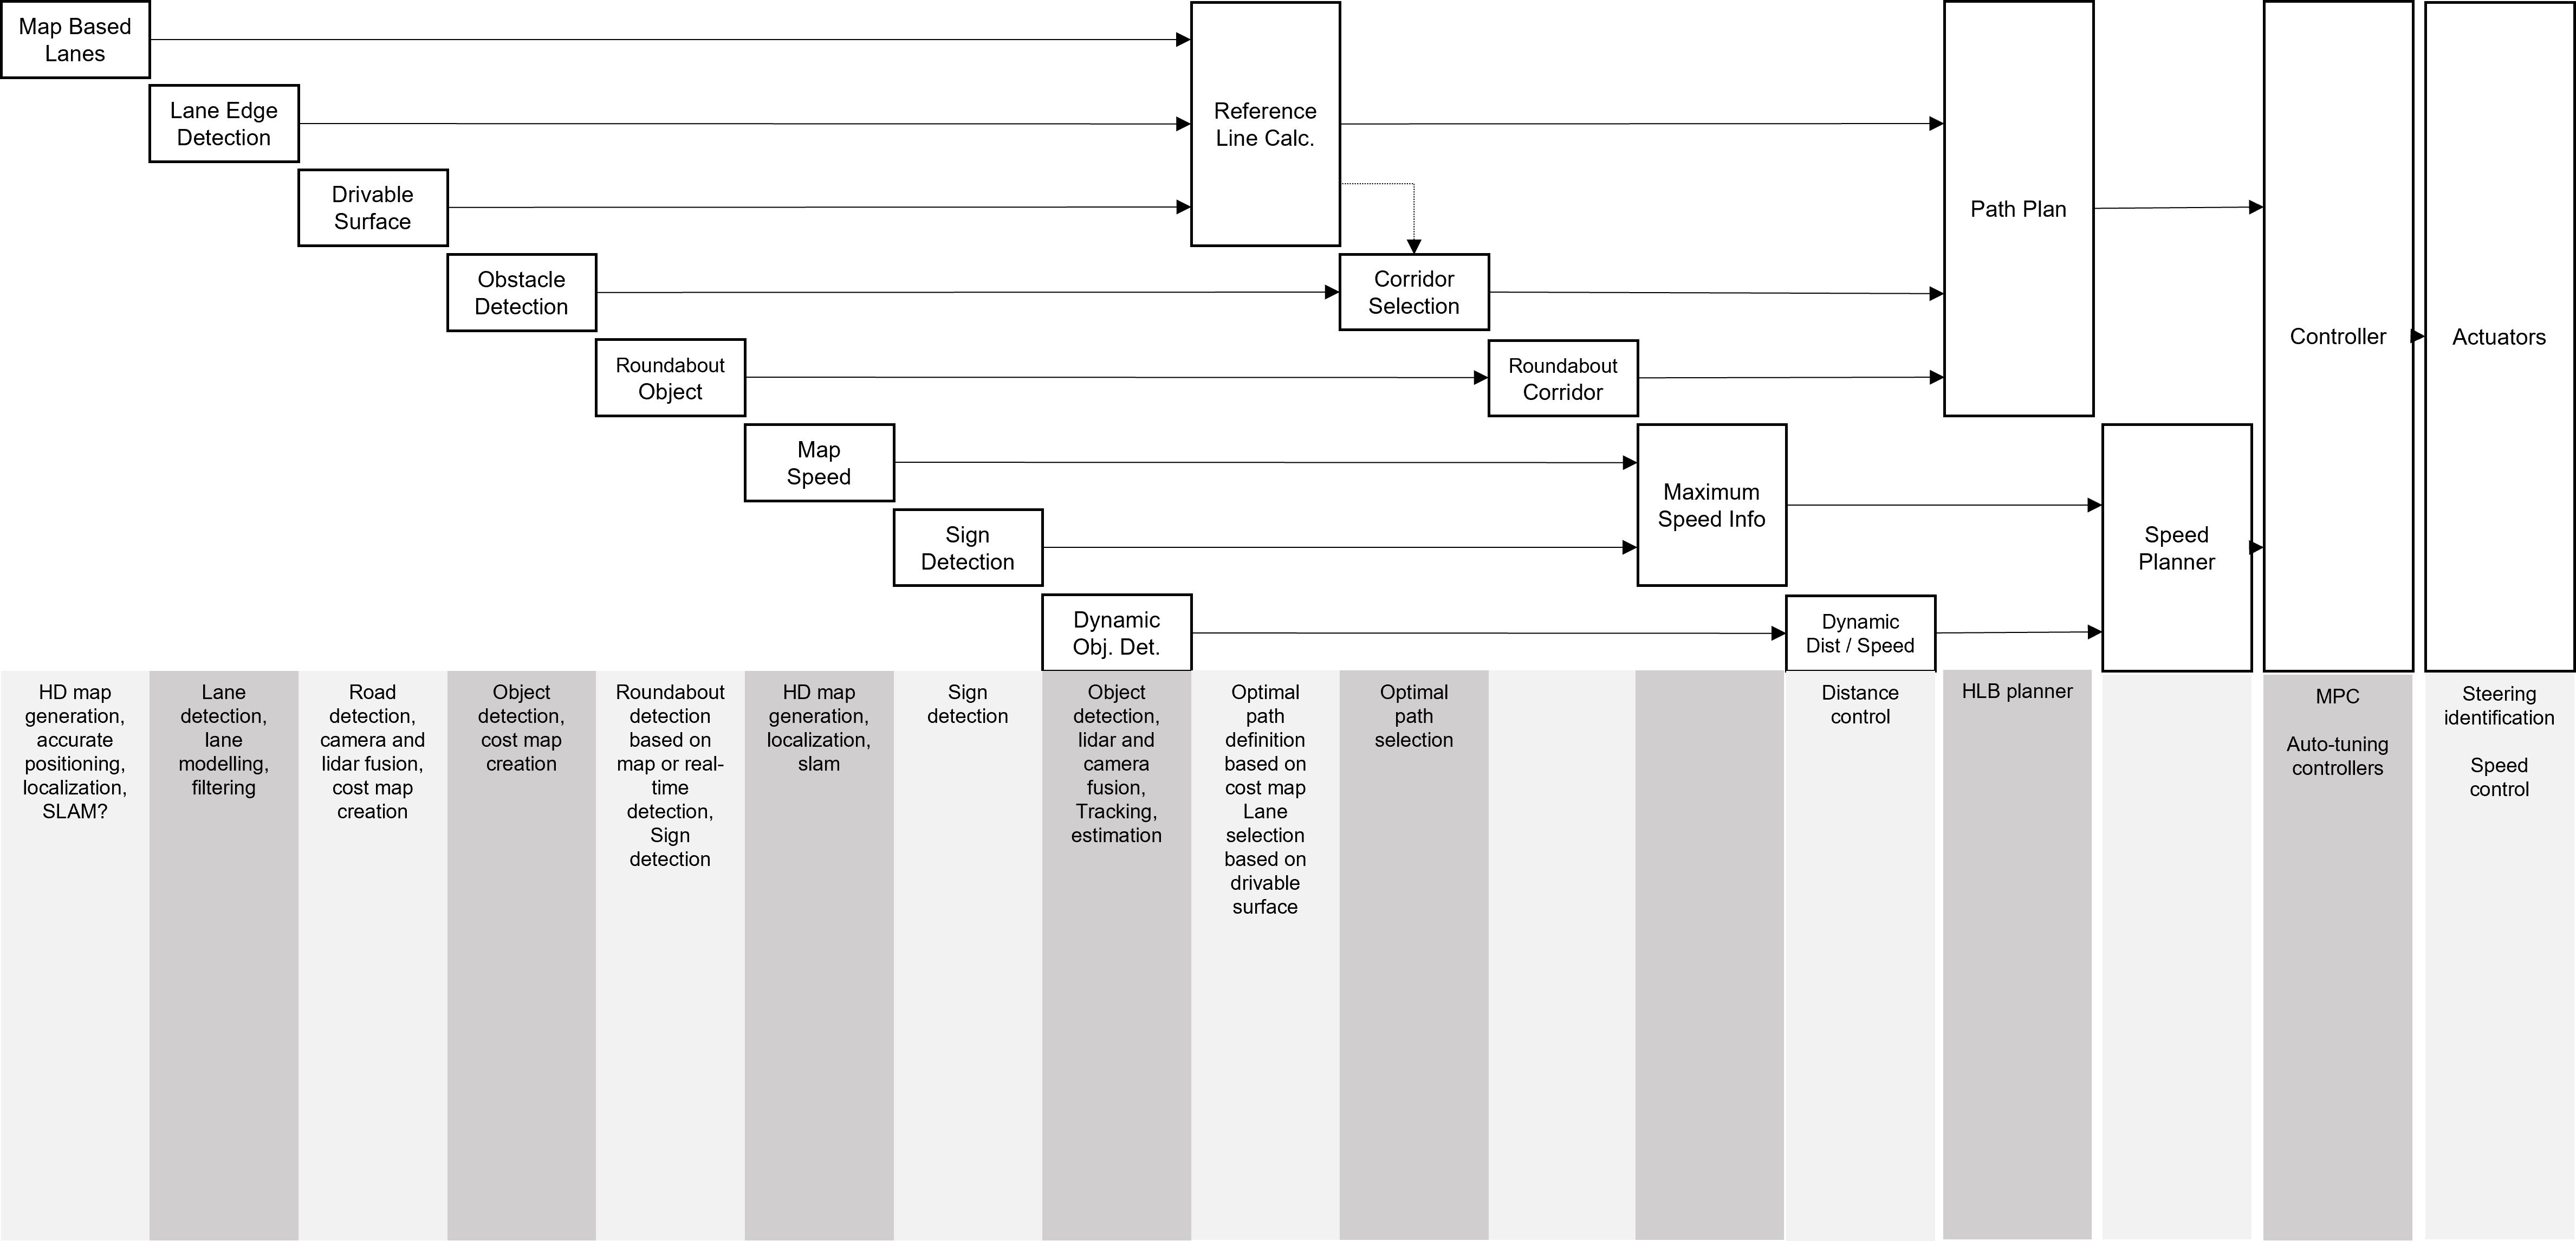 Map Based
Lanes
Lane Edge
Detection
Drivable
Surface
Obstacle
Detection
Roundabout
Object
Map
Speed
Sign
Detection
Dynamic
Obj. Det.
Reference
Line Calc.
Corridor
Selection
Roundabout
Corridor
Maximum
Speed Info
Dynamic
Dist / Speed
Path Plan
Speed
Planner
Controller
Actuators
HD map
generation,
accurate
positioning,
localization,
SLAM?
Lane
detection,
lane
modelling,
filtering
Road
detection,
camera and
lidar fusion,
cost map
creation
Object
detection,
cost map
creation
Roundabout
detection
based on
map or real-
time
detection,
Sign
detection
HD map
generation,
localization,
slam
Sign
detection
Object
detection,
lidar and
camera
fusion,
Tracking,
estimation
Optimal
path
definition
based on
cost map
Lane
selection
based on
drivable
surface
Optimal
path
selection
Distance
control
HLB planner
MPC
Auto-tuning
controllers
Steering
identification
Speed
control